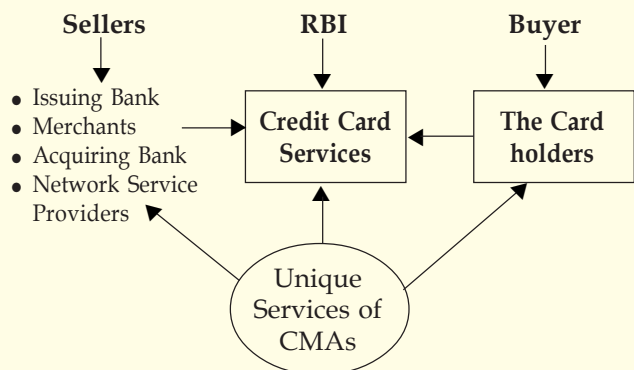 Sellers
RBI
Buyer
• Issuing Bank
• Merchants
• Acquiring Bank
• Network Service
Providers
Credit Card
Services
The Card
holders
Unique
Services of
CMAs